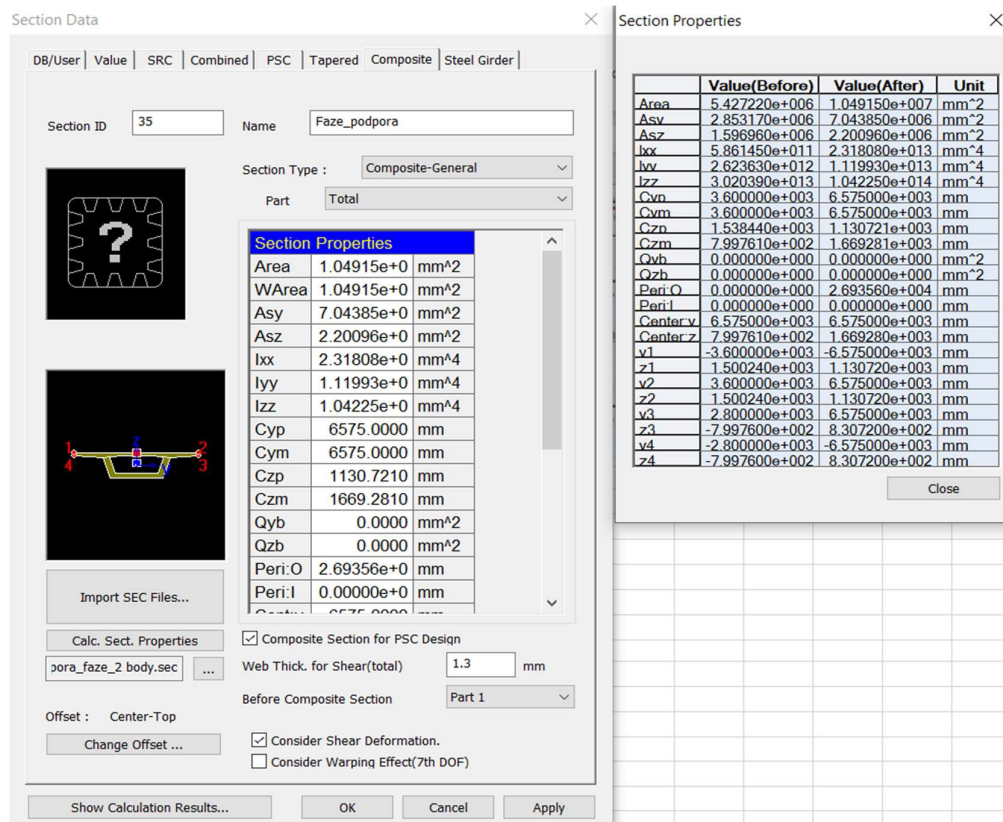 Section Data
DB/User Value SRC Combined PSC Tapered Composite Steel Girder
Section ID 35 Name Faze_podpora
Section Type : Composite-General
Part Total
?
Section Properties
Area 1.04915e+0 mm^2
WArea 1.04915e+0 mm^2
Asy 7.04385e+0 mm^2
Asz 2.20096e+0 mm^2
Ixx 2.31808e+0 mm^4
Iyy 1.11993e+0 mm^4
Izz 1.04225e+0 mm^4
Cyp 6575.0000 mm
Cym 6575.0000 mm
Czp 1130.7210 mm
Czm 1669.2810 mm
Qyb 0.0000 mm^2
Qzb 0.0000 mm^2
Peri:O 2.69356e+0 mm
Peri:I 0.00000e+0 mm
1 2
4 3
z
Import SEC Files...
Calc. Sect. Properties
pora_faze_2 body.sec ...
Offset : Center-Top
Change Offset ...
Composite Section for PSC Design
Web Thick. for Shear(total) 1.3 mm
Before Composite Section Part 1
Consider Shear Deformation.
Consider Warping Effect(7th DOF)
Show Calculation Results... OK Cancel Apply
Section Properties
Value(Before) Value(After) Unit
Area 5.427220e+006 1.049150e+007 mm^2
Asy 2.853170e+006 7.043850e+006 mm^2
Asz 1.596960e+006 2.200960e+006 mm^2
Ixx 5.861450e+011 2.318080e+013 mm^4
Iyy 2.623630e+012 1.119930e+013 mm^4
Izz 3.020390e+013 1.042250e+014 mm^4
Cyp 3.600000e+003 6.575000e+003 mm
Cym 3.600000e+003 6.575000e+003 mm
Czp 1.538440e+003 1.130721e+003 mm
Czm 7.997610e+002 1.669281e+003 mm
Qyb 0.000000e+000 0.000000e+000 mm^2
Qzb 0.000000e+000 0.000000e+000 mm^2
Peri:O 0.000000e+000 2.693560e+004 mm
Peri:I 0.000000e+000 0.000000e+000 mm
Center:y 6.575000e+003 6.575000e+003 mm
Center:z 7.997610e+002 1.669280e+003 mm
y1 -3.600000e+003 -6.575000e+003 mm
z1 1.500240e+003 1.130720e+003 mm
y2 3.600000e+003 6.575000e+003 mm
z2 1.500240e+003 1.130720e+003 mm
y3 2.800000e+003 6.575000e+003 mm
z3 -7.997600e+002 8.307200e+002 mm
y4 -2.800000e+003 -6.575000e+003 mm
z4 -7.997600e+002 8.307200e+002 mm
Close